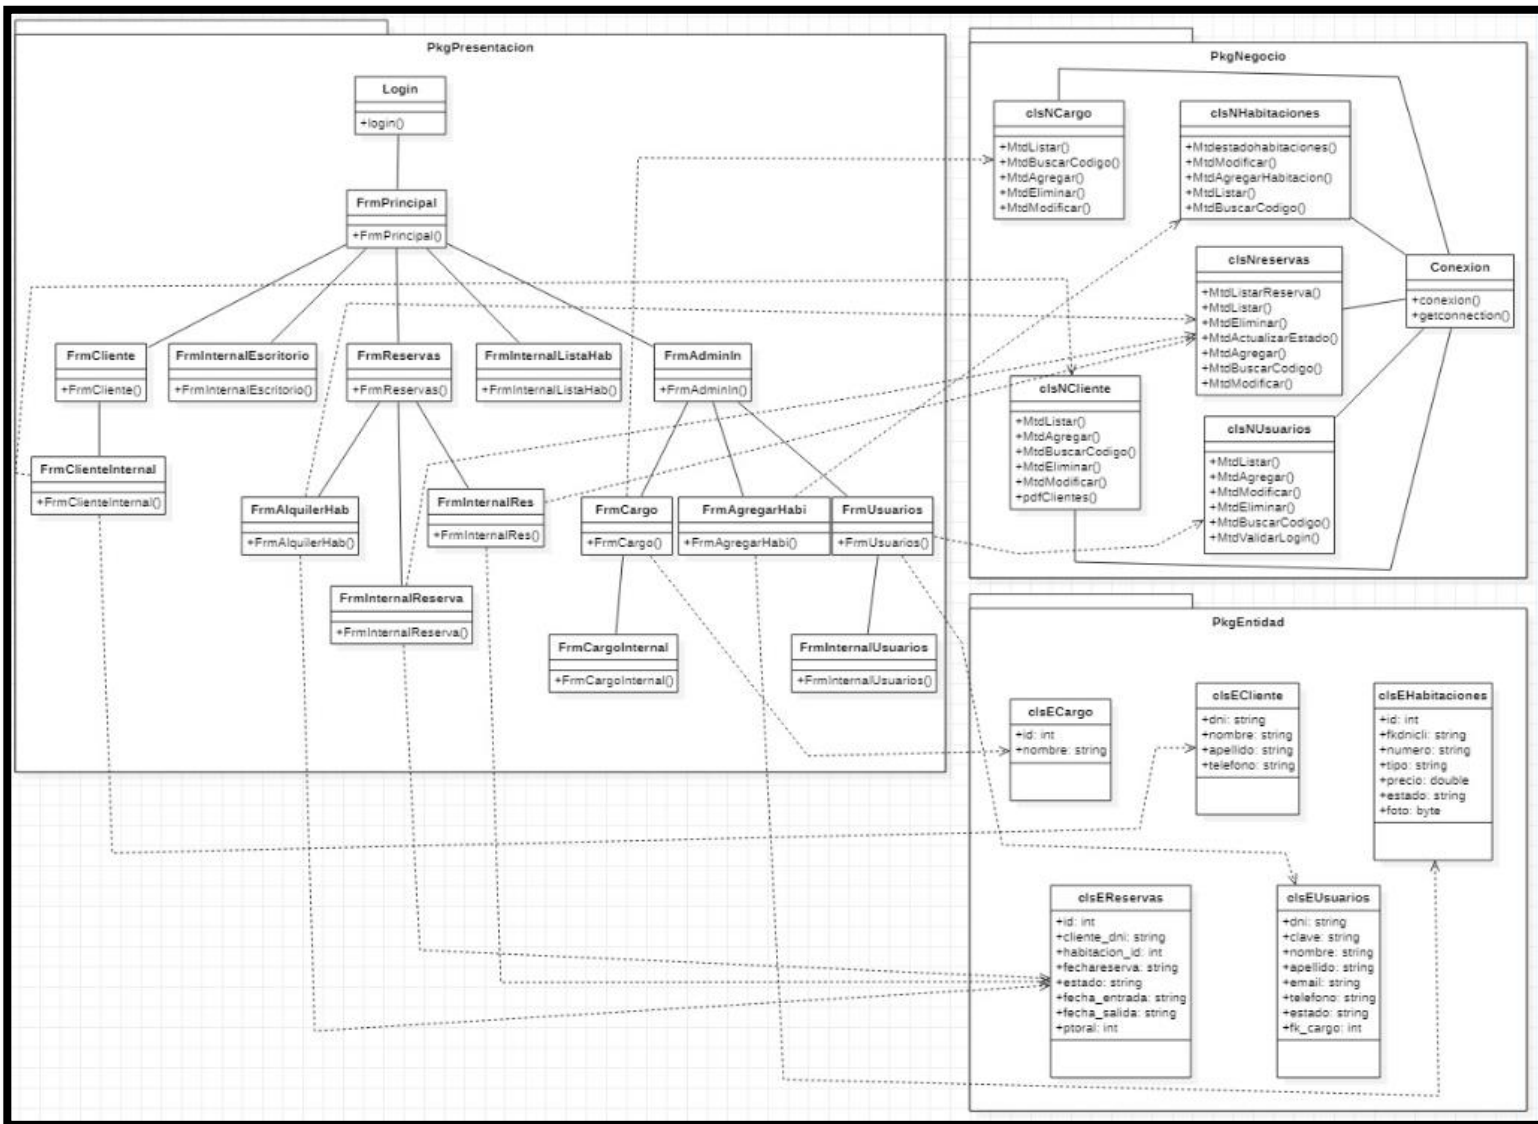 PkgPresentacion
Login
+login()
FrmPrincipal
+FrmPrincipal()
FrmCliente
+FrmCliente()
FrmInternalEscritorio
+FrmInternalEscritorio()
FrmReservas
+FrmReservas()
FrmInternalListaHab
+FrmInternalListaHab()
FrmAdminIn
+FrmAdminIn()
FrmClienteInternal
+FrmClienteInternal()
FrmAlquilerHab
+FrmAlquilerHab()
FrmInternalRes
+FrmInternalRes()
FrmCargo
+FrmCargo()
FrmAgregarHabi
+FrmAgregarHabi()
FrmUsuarios
+FrmUsuarios()
FrmInternalReserva
+FrmInternalReserva()
FrmCargoInternal
+FrmCargoInternal()
FrmInternalUsuarios
+FrmInternalUsuarios()
PkgNegocio
clsNCargo
+MtdListar()
+MtdBuscarCodigo()
+MtdAgregar()
+MtdEliminar()
+MtdModificar()
clsNHabitaciones
+Mtdestadohabitaciones()
+MtdModificar()
+MtdAgregarHabitacion()
+MtdListar()
+MtdBuscarCodigo()
clsNreservas
+MtdListarReserva()
+MtdListar()
+MtdEliminar()
+MtdActualizarEstado()
+MtdAgregar()
+MtdBuscarCodigo()
+MtdModificar()
Conexion
+conexion()
+getconnection()
clsNCliente
+MtdListar()
+MtdAgregar()
+MtdBuscarCodigo()
+MtdEliminar()
+MtdModificar()
+pdfClientes()
clsNUsuarios
+MtdListar()
+MtdAgregar()
+MtdModificar()
+MtdEliminar()
+MtdBuscarCodigo()
+MtdValidarLogin()
PkgEntidad
clsECargo
+id: int
+nombre: string
clsECliente
+dni: string
+nombre: string
+apellido: string
+telefono: string
clsEHabitaciones
+id: int
+fkdnicli: string
+numero: string
+tipo: string
+precio: double
+estado: string
+foto: byte
clsEReservas
+id: int
+cliente_dni: string
+habitacion_id: int
+fechareserva: string
+estado: string
+fecha_entrada: string
+fecha_salida: string
+ptoral: int
clsEUsuarios
+dni: string
+clave: string
+nombre: string
+apellido: string
+email: string
+telefono: string
+estado: string
+fk_cargo: int